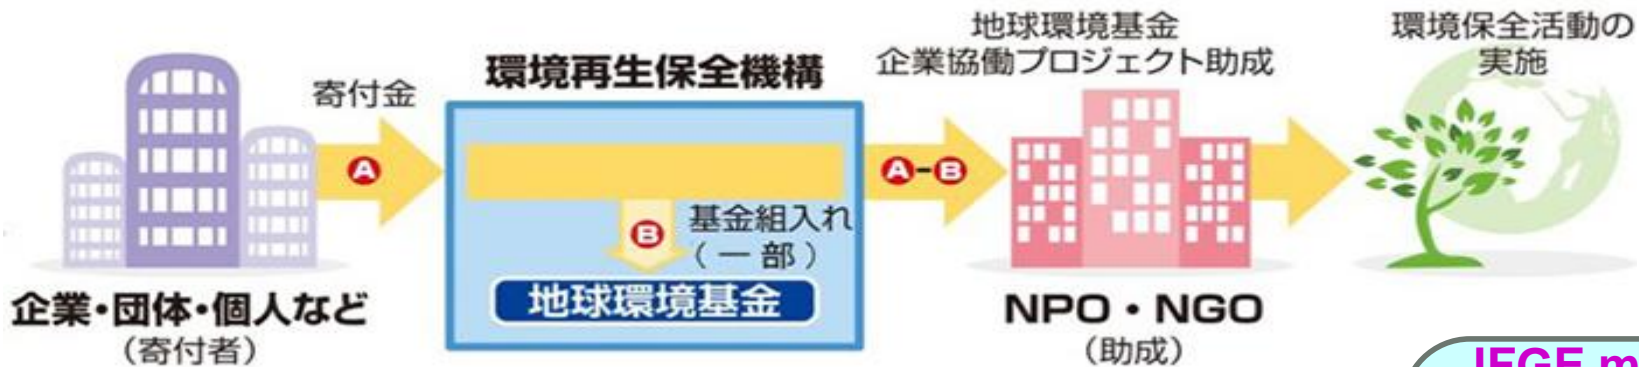 寄付金
A
企業・団体・個人など
（寄付者）
環境再生保全機構
B
基金組入れ
（一部）
地球環境基金
地球環境基金
企業協働プロジェクト助成
A-B
NPO・NGO
（助成）
環境保全活動の
実施